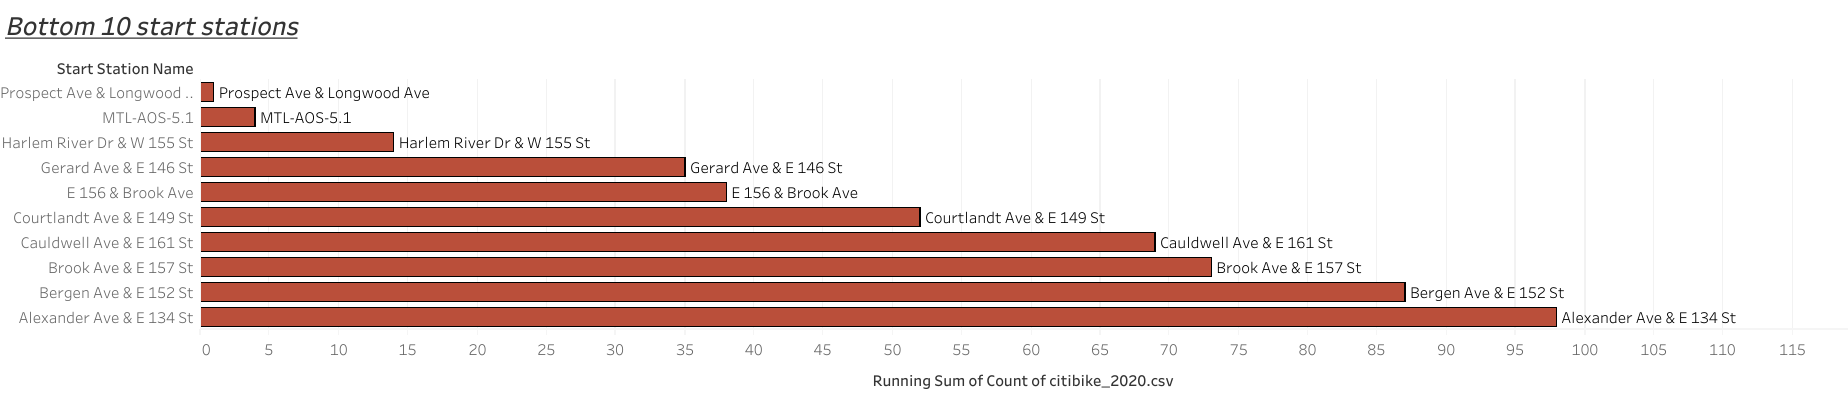 Bottom 10 start stations
Start Station Name
Prospect Ave & Longwood .. Prospect Ave & Longwood Ave
MTL-AOS-5.1 MTL-AOS-5.1
Harlem River Dr & W 155 St Harlem River Dr & W 155 St
Gerard Ave & E 146 St Gerard Ave & E 146 St
E 156 & Brook Ave E 156 & Brook Ave
Courtlandt Ave & E 149 St Courtlandt Ave & E 149 St
Cauldwell Ave & E 161 St Cauldwell Ave & E 161 St
Brook Ave & E 157 St Brook Ave & E 157 St
Bergen Ave & E 152 St Bergen Ave & E 152 St
Alexander Ave & E 134 St Alexander Ave & E 134 St
0 5 10 15 20 25 30 35 40 45 50 55 60 65 70 75 80 85 90 95 100 105 110 115
Running Sum of Count of citibike_2020.csv